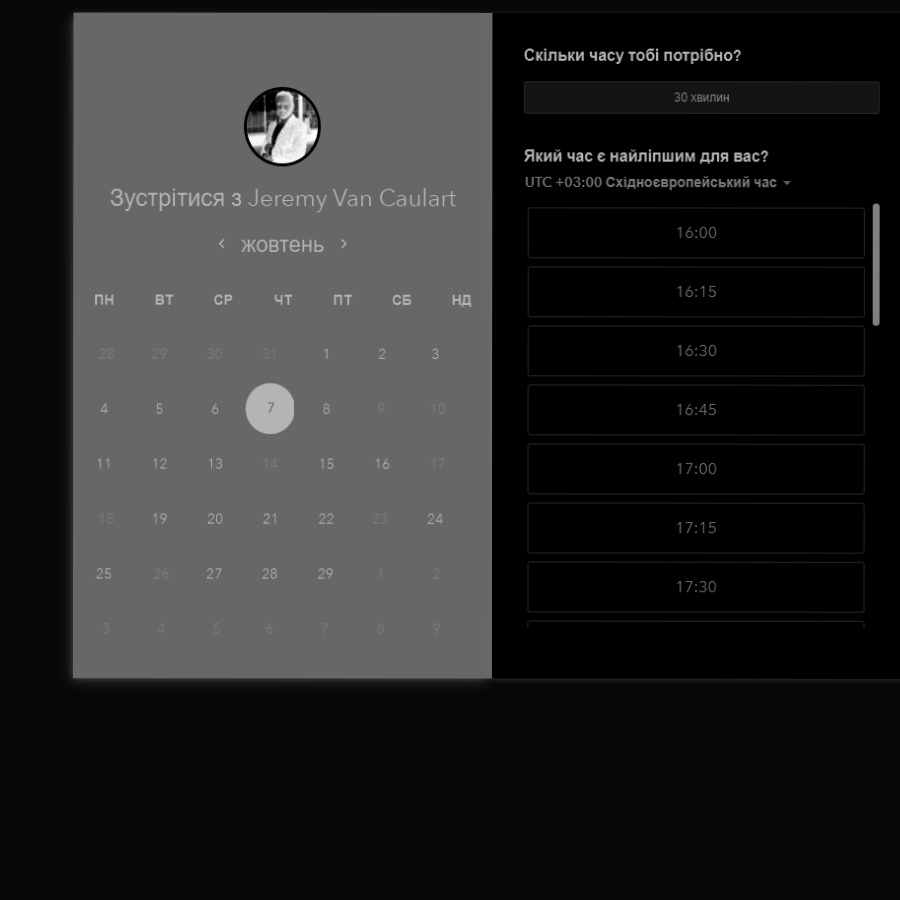 Зустрітися з Jeremy Van Caulart
жовтень
ПН ВТ СР ЧТ ПТ СБ НД
28 29 30 31 1 2 3
4 5 6 7 8 9 10
11 12 13 14 15 16 17
18 19 20 21 22 23 24
25 26 27 28 29 1 2
3 4 5 6 7 8 9
Скільки часу тобі потрібно?
30 хвилин
Який час є найліпшим для вас?
UTC +03:00 Східноєвропейський час
16:00
16:15
16:30
16:45
17:00
17:15
17:30